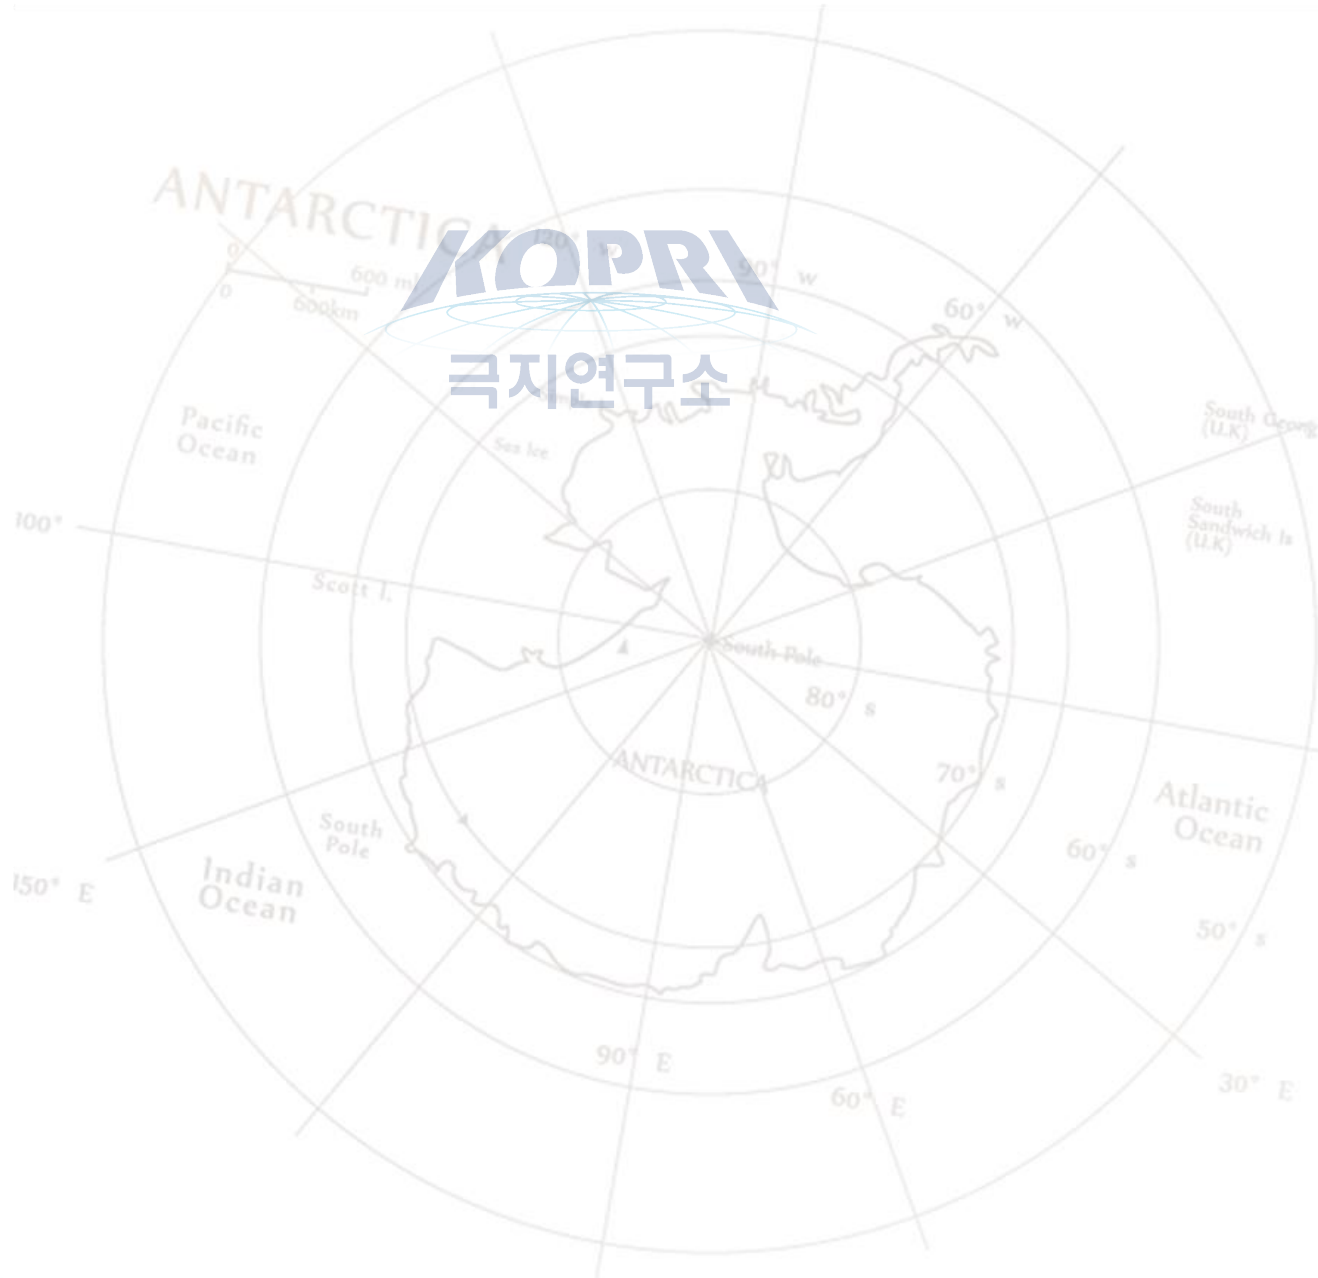 ANTARCTICA
KOPRI
120° w
0
600 ml
90° w
0
600km
60° w
극지연구소
Pacific
Ocean
South Georg
(U.K)
Sea Ice
South
Sandwich Is
(U.K)
100°
Scott I.
South Pole
80° s
ANTARCTICA
70° s
Atlantic
Ocean
South
Pole
60° s
Indian
Ocean
150° E
50° s
90° E
30° E
60° E